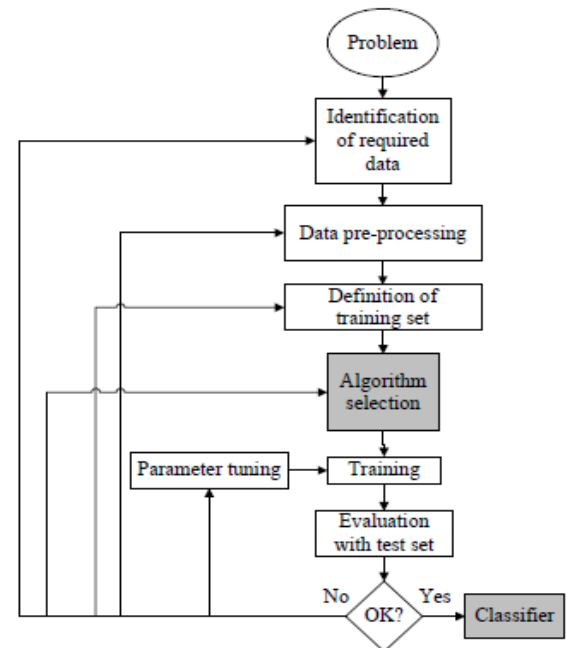 Problem
Identification
of required
data
Data pre-processing
Definition of
training set
Algorithm
selection
Parameter tuning
Training
Evaluation
with test set
No
OK?
Yes
Classifier